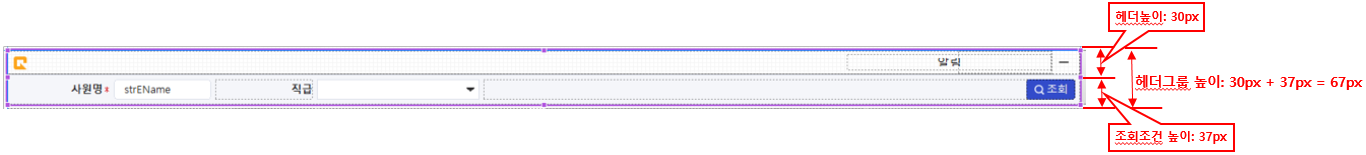 헤더높이: 30px
알림
사원명 strEName 직급 조회
헤더그룹 높이: 30px + 37px = 67px
조회조건 높이: 37px